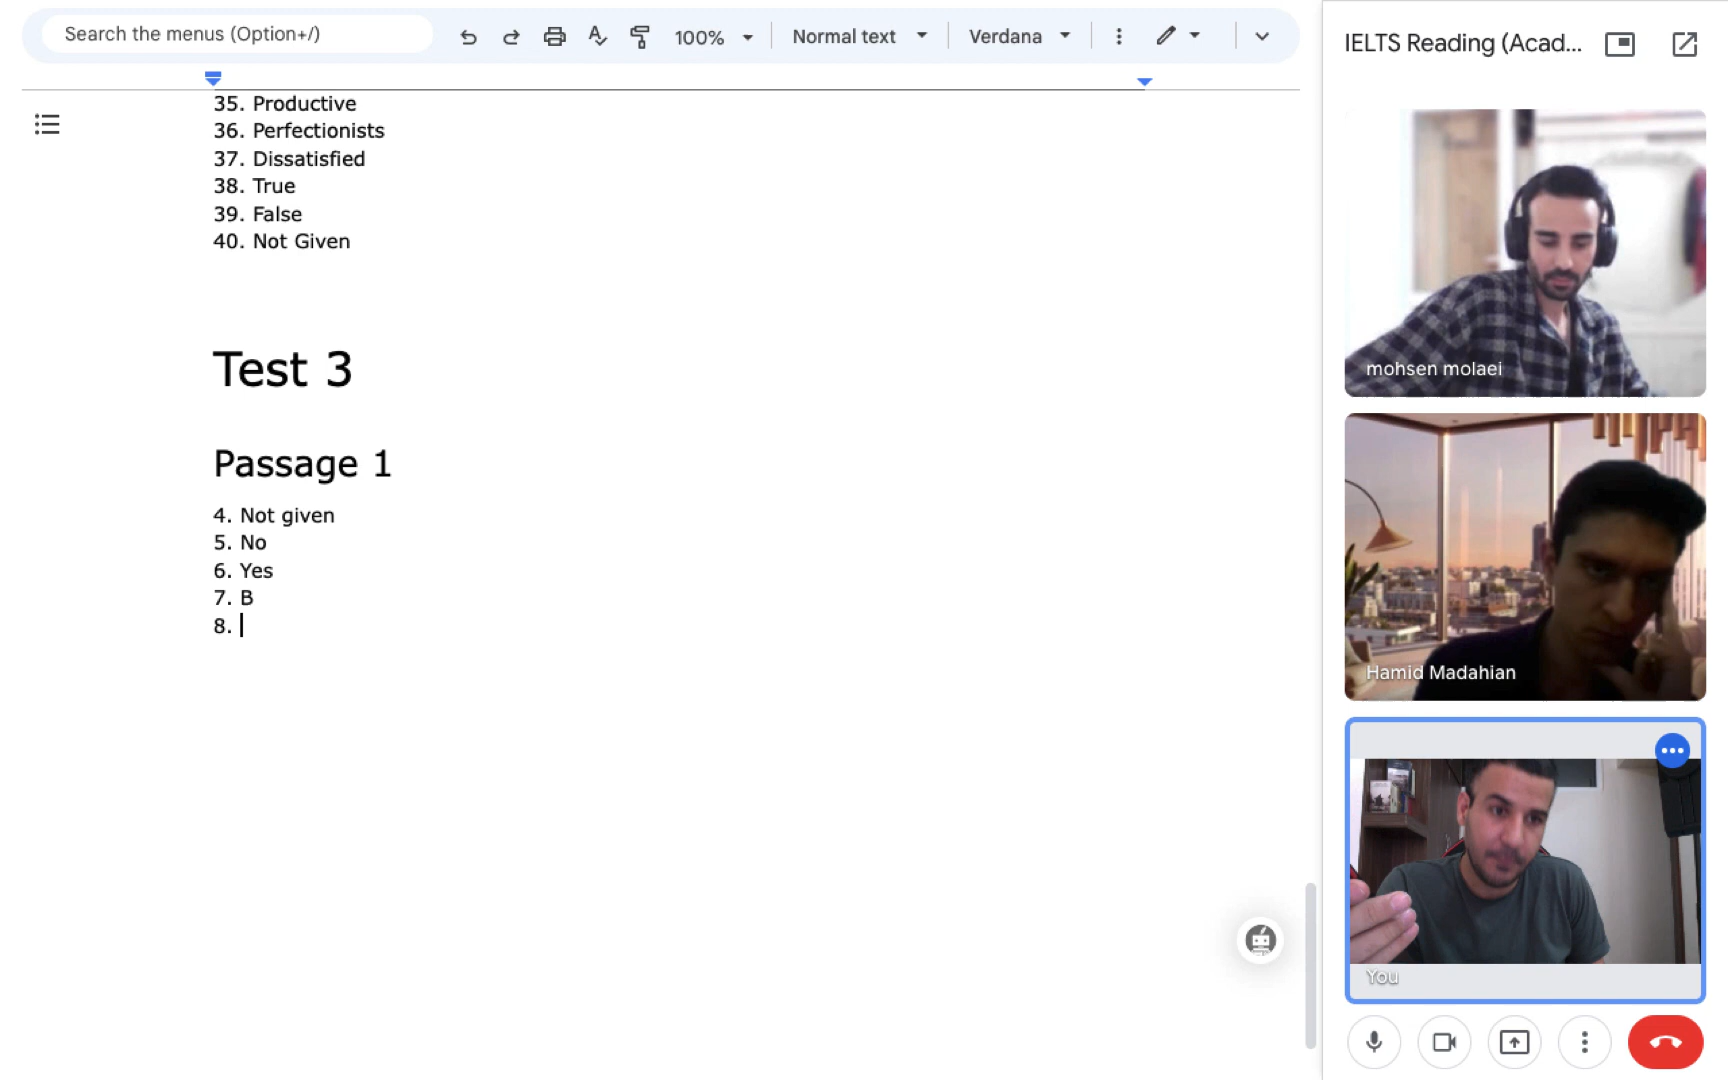 Search the menus (Option+/)
100%
Normal text
Verdana
IELTS Reading (Acad...
35. Productive
36. Perfectionists
37. Dissatisfied
38. True
39. False
40. Not Given
Test 3
Passage 1
4. Not given
5. No
6. Yes
7. B
8.
mohsen molaei
Hamid Madahian
You